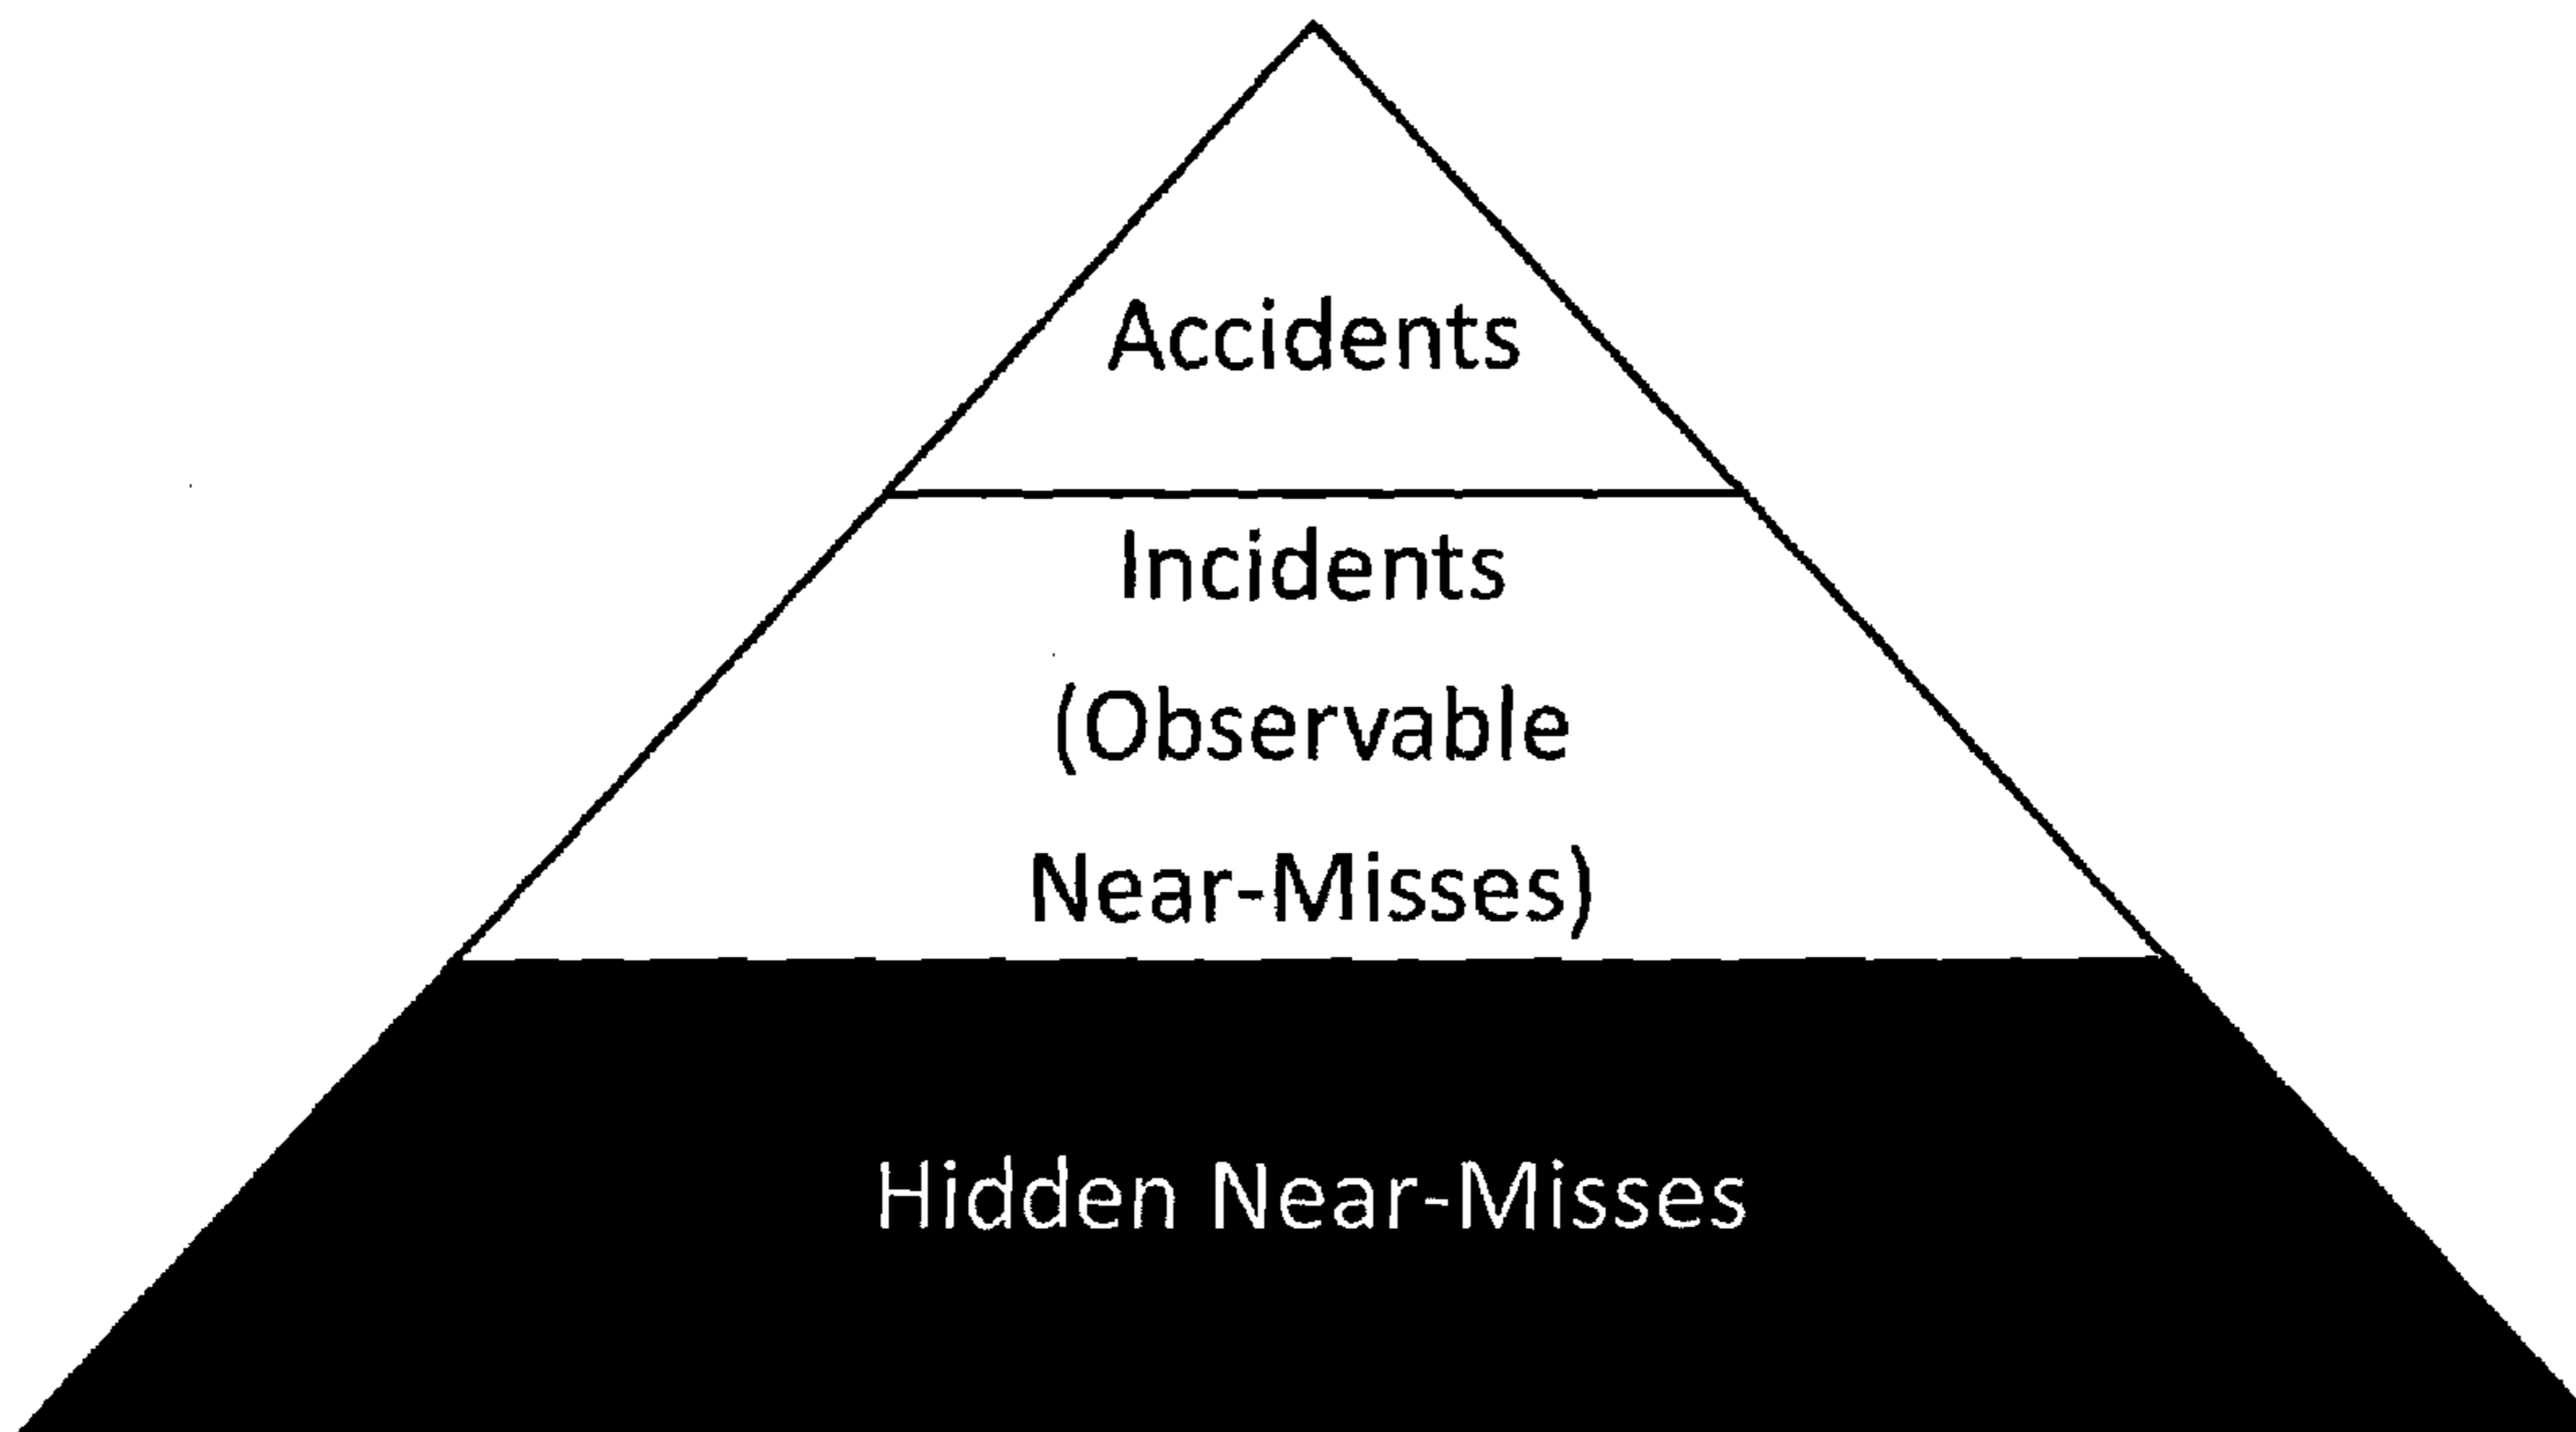 Accidents
Incidents
(Observable
Near-Misses)
Hidden Near-Misses